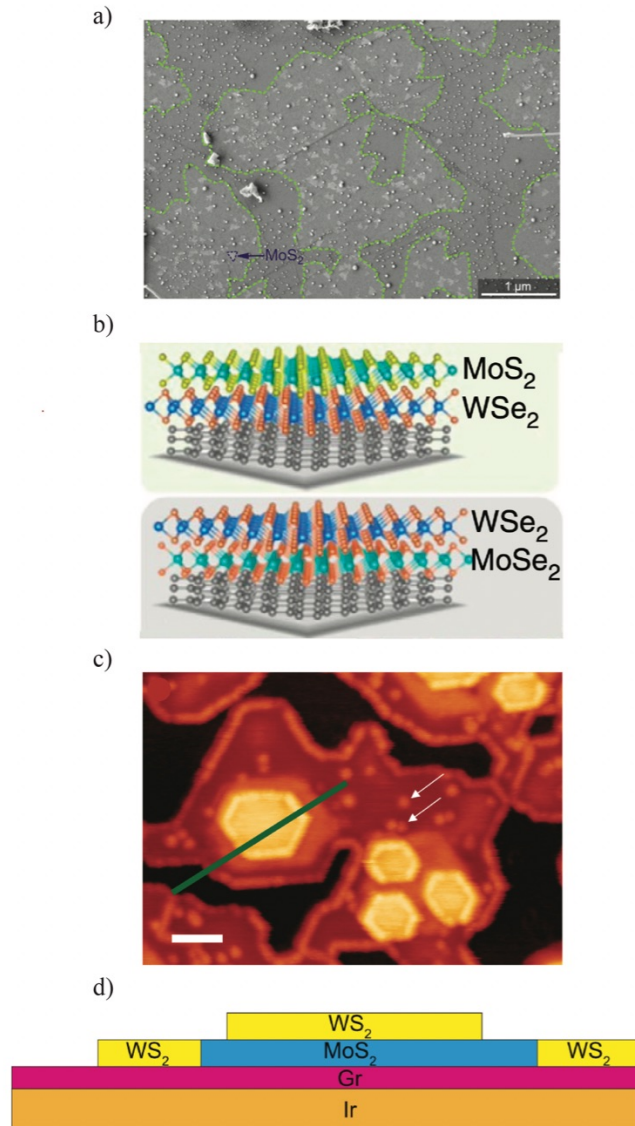 a)
MoS₂
1 µm
b)
MoS₂
WSe₂
WSe₂
MoSe₂
c)
d)
WS₂
WS₂ MoS₂ WS₂
Gr
Ir